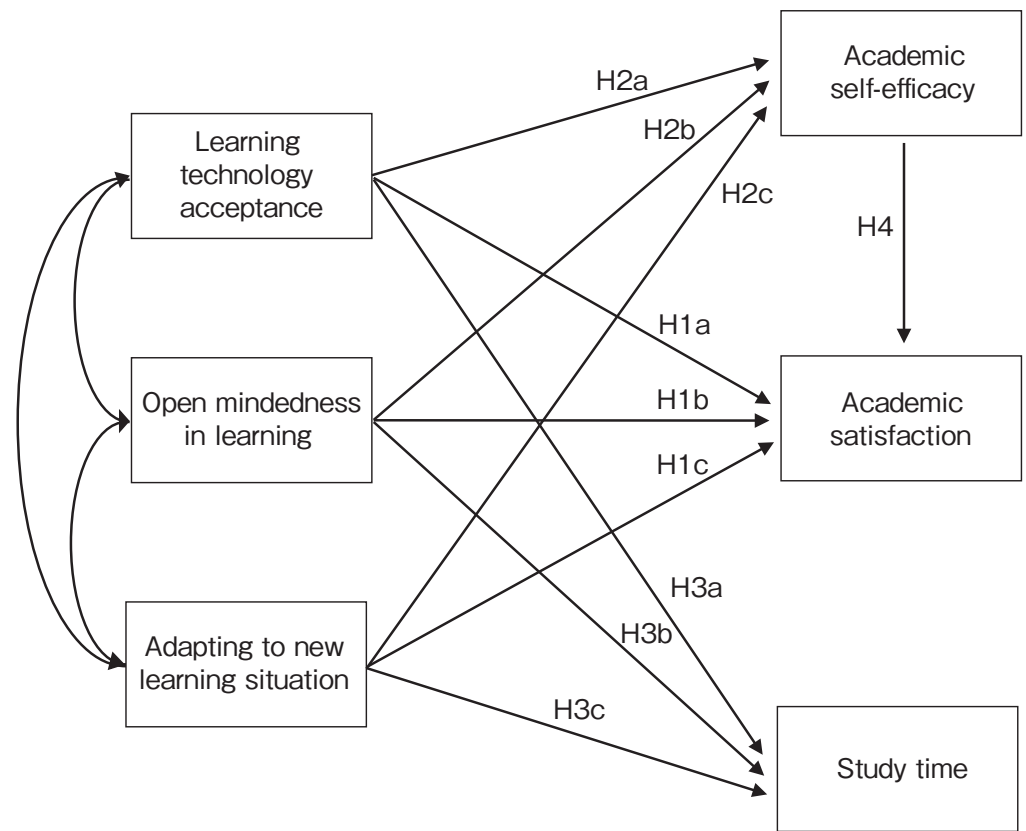 Academic
self-efficacy
H2a
Learning
technology
acceptance
H2b
H2c
H4
H1a
Open mindedness
in learning
H1b
Academic
satisfaction
H1c
H3a
H3b
Adapting to new
learning situation
H3c
Study time